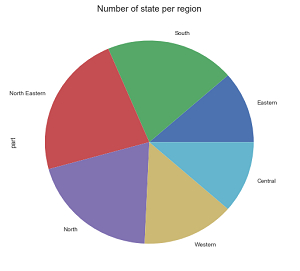 Number of state per region
South
North Eastern
Eastern
part
Central
North
Western